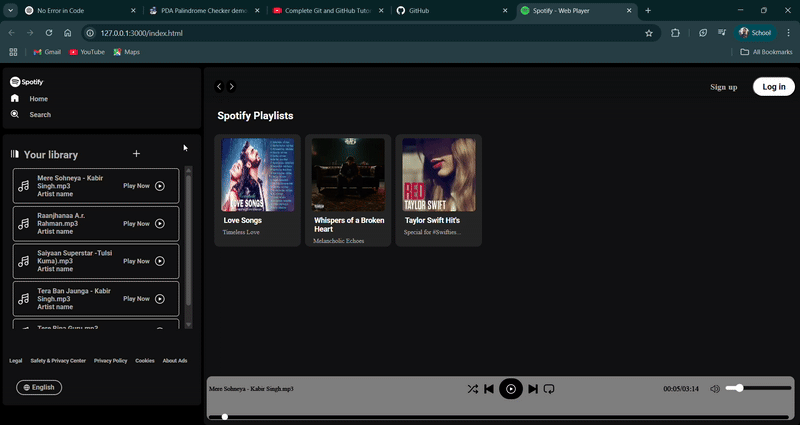 No Error in Code
PDA Palindrome Checker demo
Complete Git and GitHub Tutor
GitHub
Spotify - Web Player
127.0.0.1:3000/index.html
School
Gmail
YouTube
Maps
All Bookmarks
Spotify
Home
Search
Your library
Mere Sohneya - Kabir
Singh.mp3
Artist name
Play Now
Raanjhanaa A.r.
Rahman.mp3
Artist name
Play Now
Saiyaan Superstar -Tulsi
Kuma).mp3
Artist name
Play Now
Tera Ban Jaunga - Kabir
Singh.mp3
Artist name
Play Now
Tere Bina Guru.mp3
Legal
Safety & Privacy Center
Privacy Policy
Cookies
About Ads
English
Sign up
Log in
Spotify Playlists
LOVE SONGS
Love Songs
Timeless Love
Whispers of a Broken
Heart
Melancholic Echoes
RED
TAYLOR SWIFT
Taylor Swift Hit's
Special for #Swifties...
Mere Sohneya - Kabir Singh.mp3
00:05/03:14